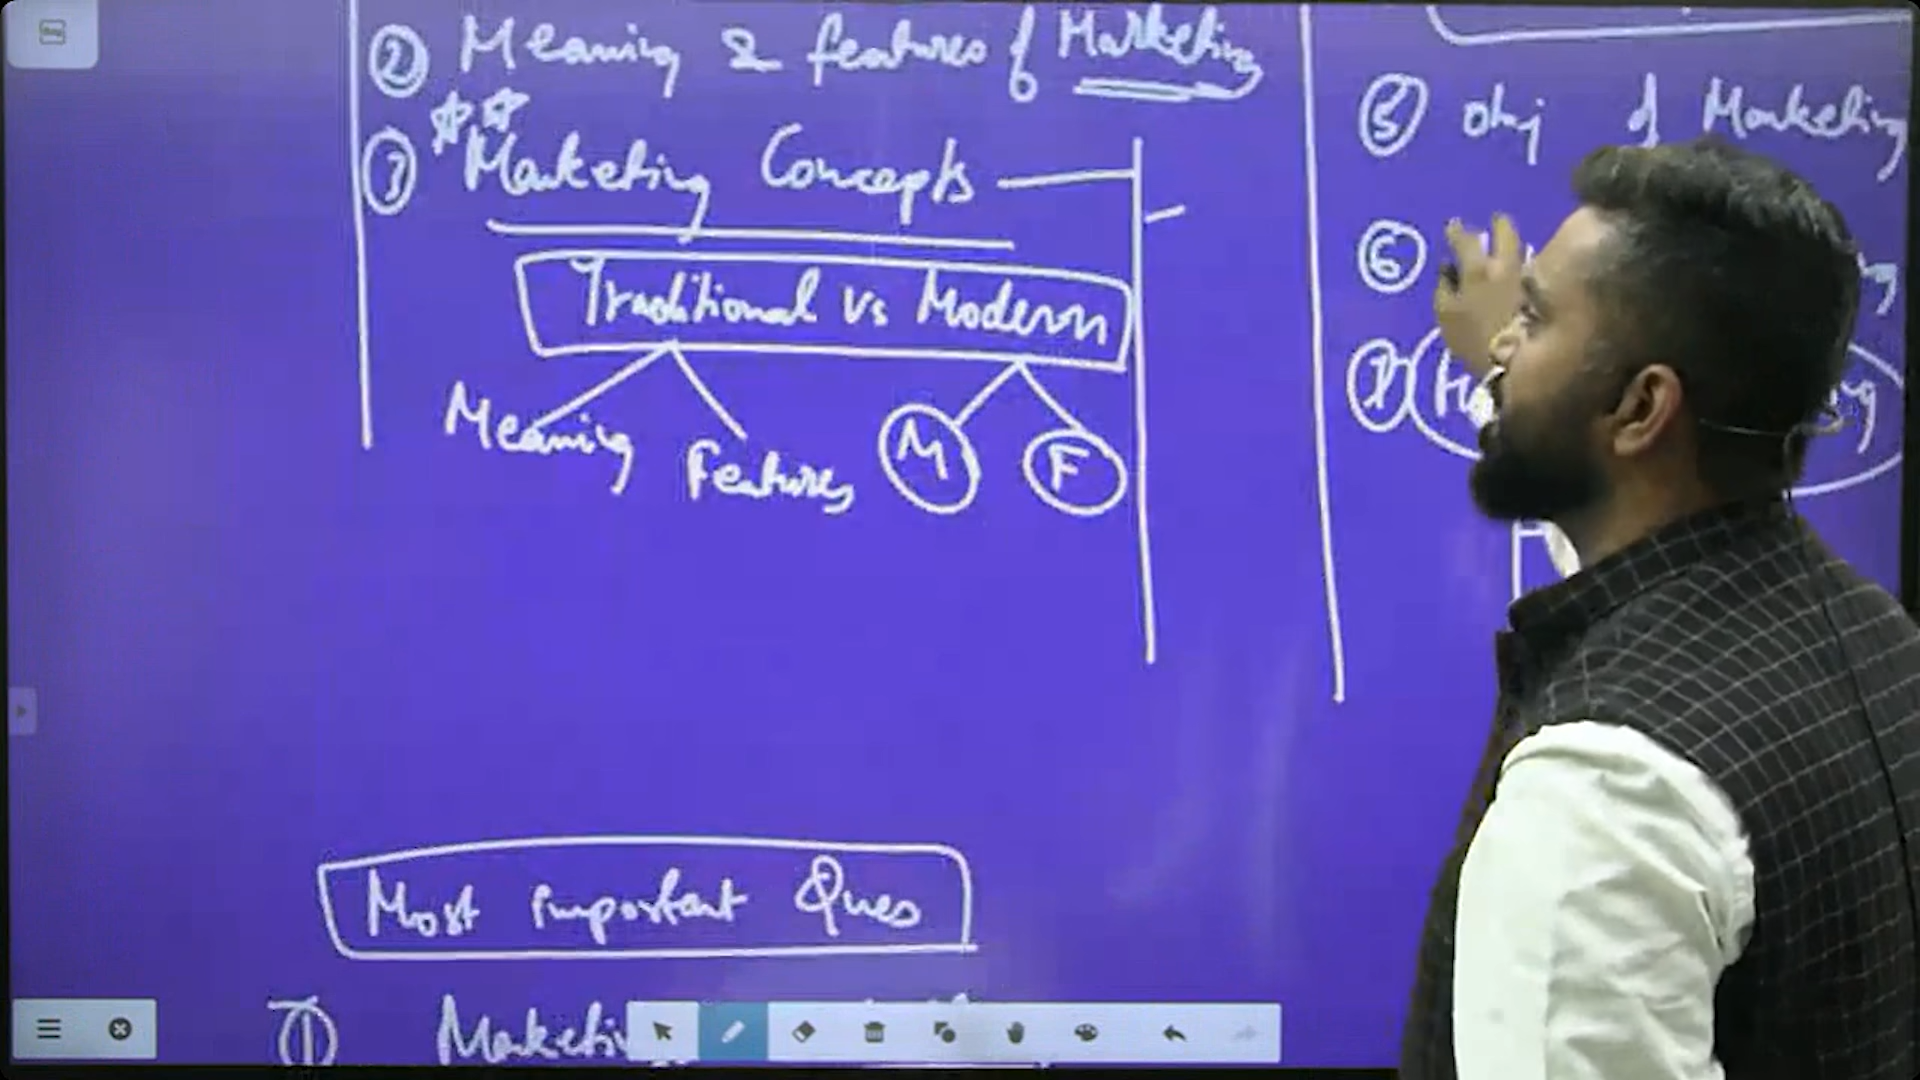 ② Meaning & features of Marketing
③ Marketing Concepts
Traditional vs Modern
Meaning Features M F
Most important Ques
① Marketing
⑤ obj of Marketing
⑥
⑦